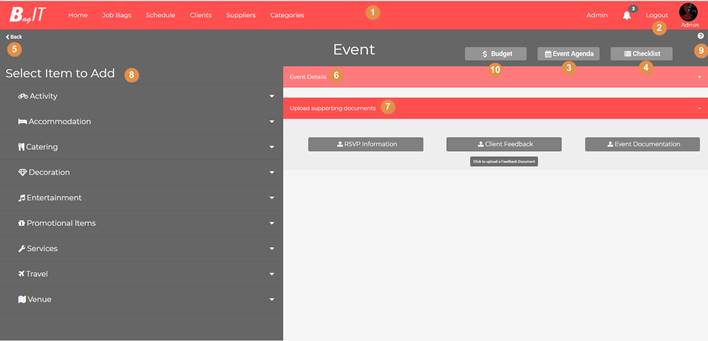 Bag IT Home Job Bags Schedule Clients Suppliers Categories 1 Admin 3 Logout
2 Admin
Back
5
Event
9
Select Item to Add 8
$ Budget Event Agenda Checklist
10 3 4
Event Details 6
Upload supporting documents 7
RSVP Information Client Feedback Event Documentation
Click to upload a Feedback Document
Activity
Accommodation
Catering
Decoration
Entertainment
Promotional Items
Services
Travel
Venue